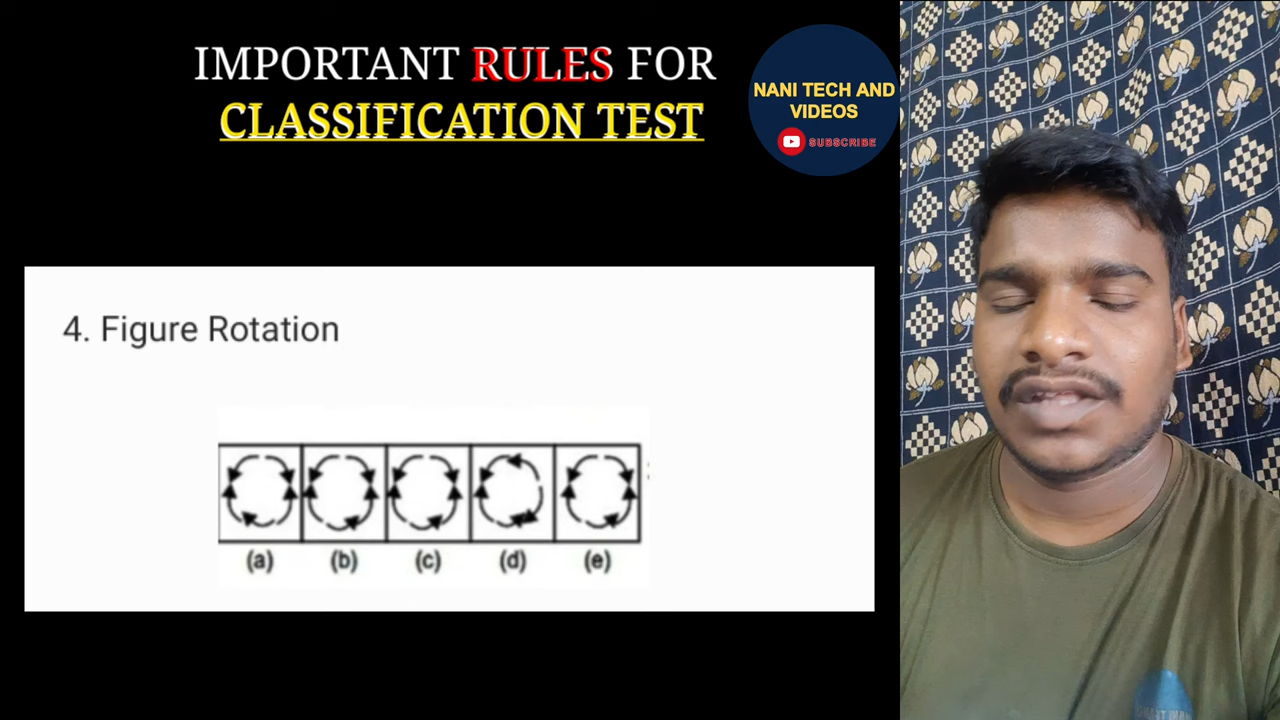 IMPORTANT RULES FOR
CLASSIFICATION TEST
NANI TECH AND
VIDEOS
SUBSCRIBE
4. Figure Rotation
(a) (b) (c) (d) (e)